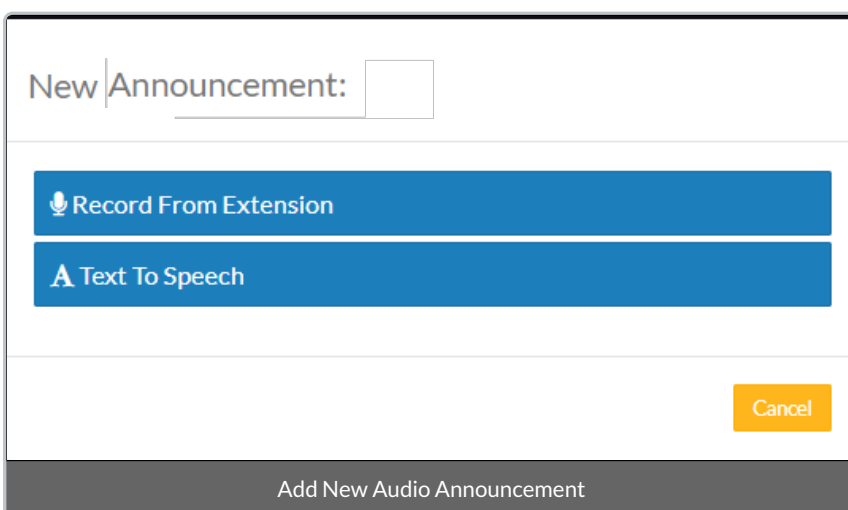 New Announcement:
Record From Extension
A Text To Speech
Cancel
Add New Audio Announcement